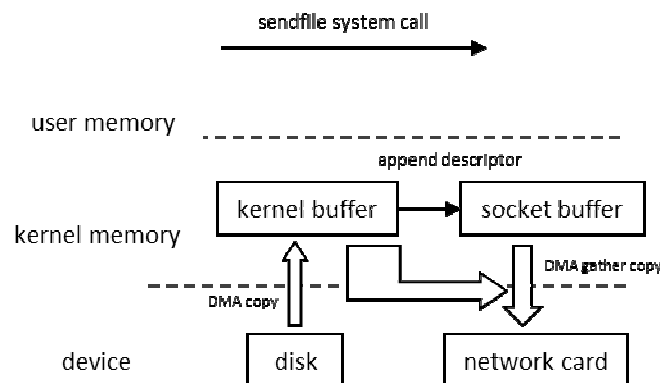 sendfile system call
user memory
append descriptor
kernel buffer
socket buffer
kernel memory
DMA gather copy
DMA copy
device
disk
network card